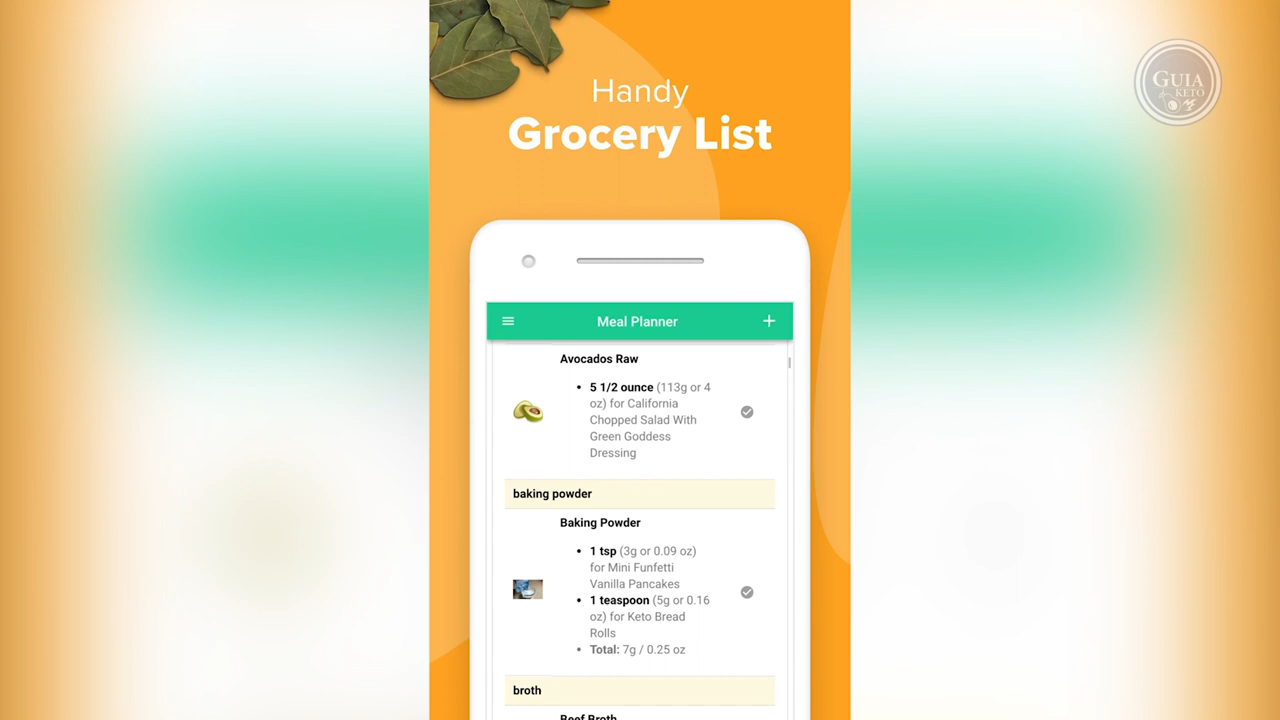 GUIA
KETO
Handy
Grocery List
Meal Planner
Avocados Raw
• 5 1/2 ounce (113g or 4
oz) for California
Chopped Salad With
Green Goddess
Dressing
baking powder
Baking Powder
• 1 tsp (3g or 0.09 oz)
for Mini Funfetti
Vanilla Pancakes
• 1 teaspoon (5g or 0.16
oz) for Keto Bread
Rolls
• Total: 7g / 0.25 oz
broth
Beef Broth